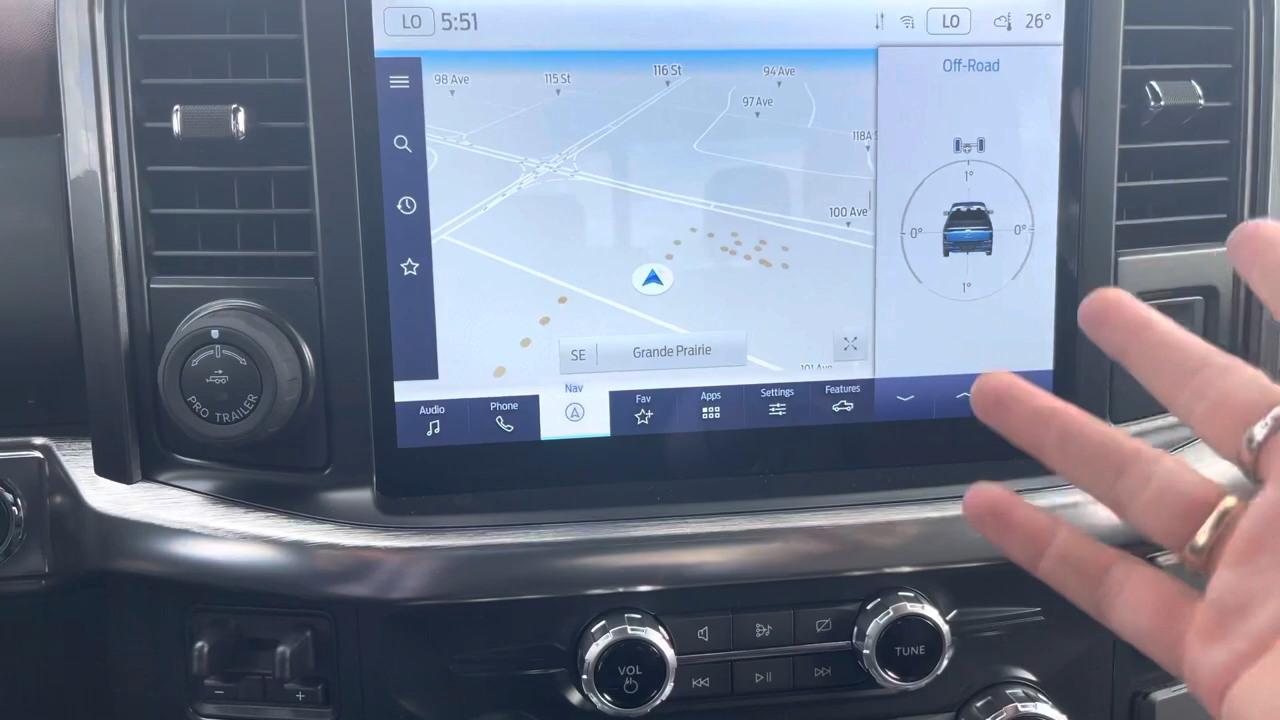 LO 5:51
LO 26°
Off-Road
98 Ave
115 St
116 St
94 Ave
97 Ave
118A
100 Ave
1°
0°
0°
1°
SE Grande Prairie
Audio
Phone
Nav
Fav
Apps
Settings
Features
PRO TRAILER
VOL
TUNE
- +